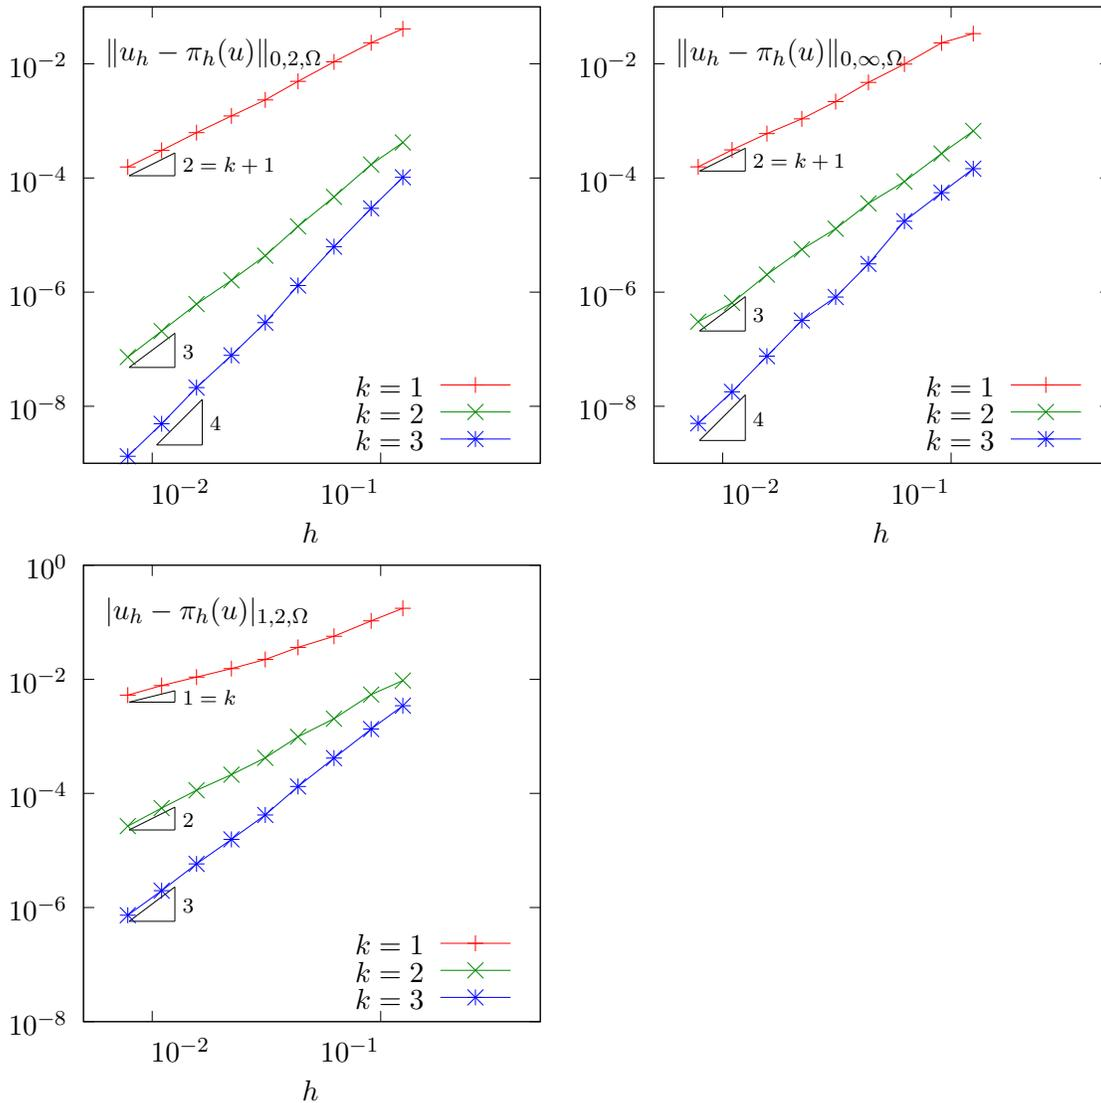 ‖u_h − π_h(u)‖_{0,2,Ω}
10^{−2}
10^{−4}
10^{−6}
10^{−8}
2 = k + 1
3
4
k = 1
k = 2
k = 3
10^{−2} 10^{−1}
h
‖u_h − π_h(u)‖_{0,∞,Ω}
10^{−2}
10^{−4}
10^{−6}
10^{−8}
2 = k + 1
3
4
k = 1
k = 2
k = 3
10^{−2} 10^{−1}
h
10^{0}
|u_h − π_h(u)|_{1,2,Ω}
10^{−2}
10^{−4}
10^{−6}
10^{−8}
1 = k
2
3
k = 1
k = 2
k = 3
10^{−2} 10^{−1}
h